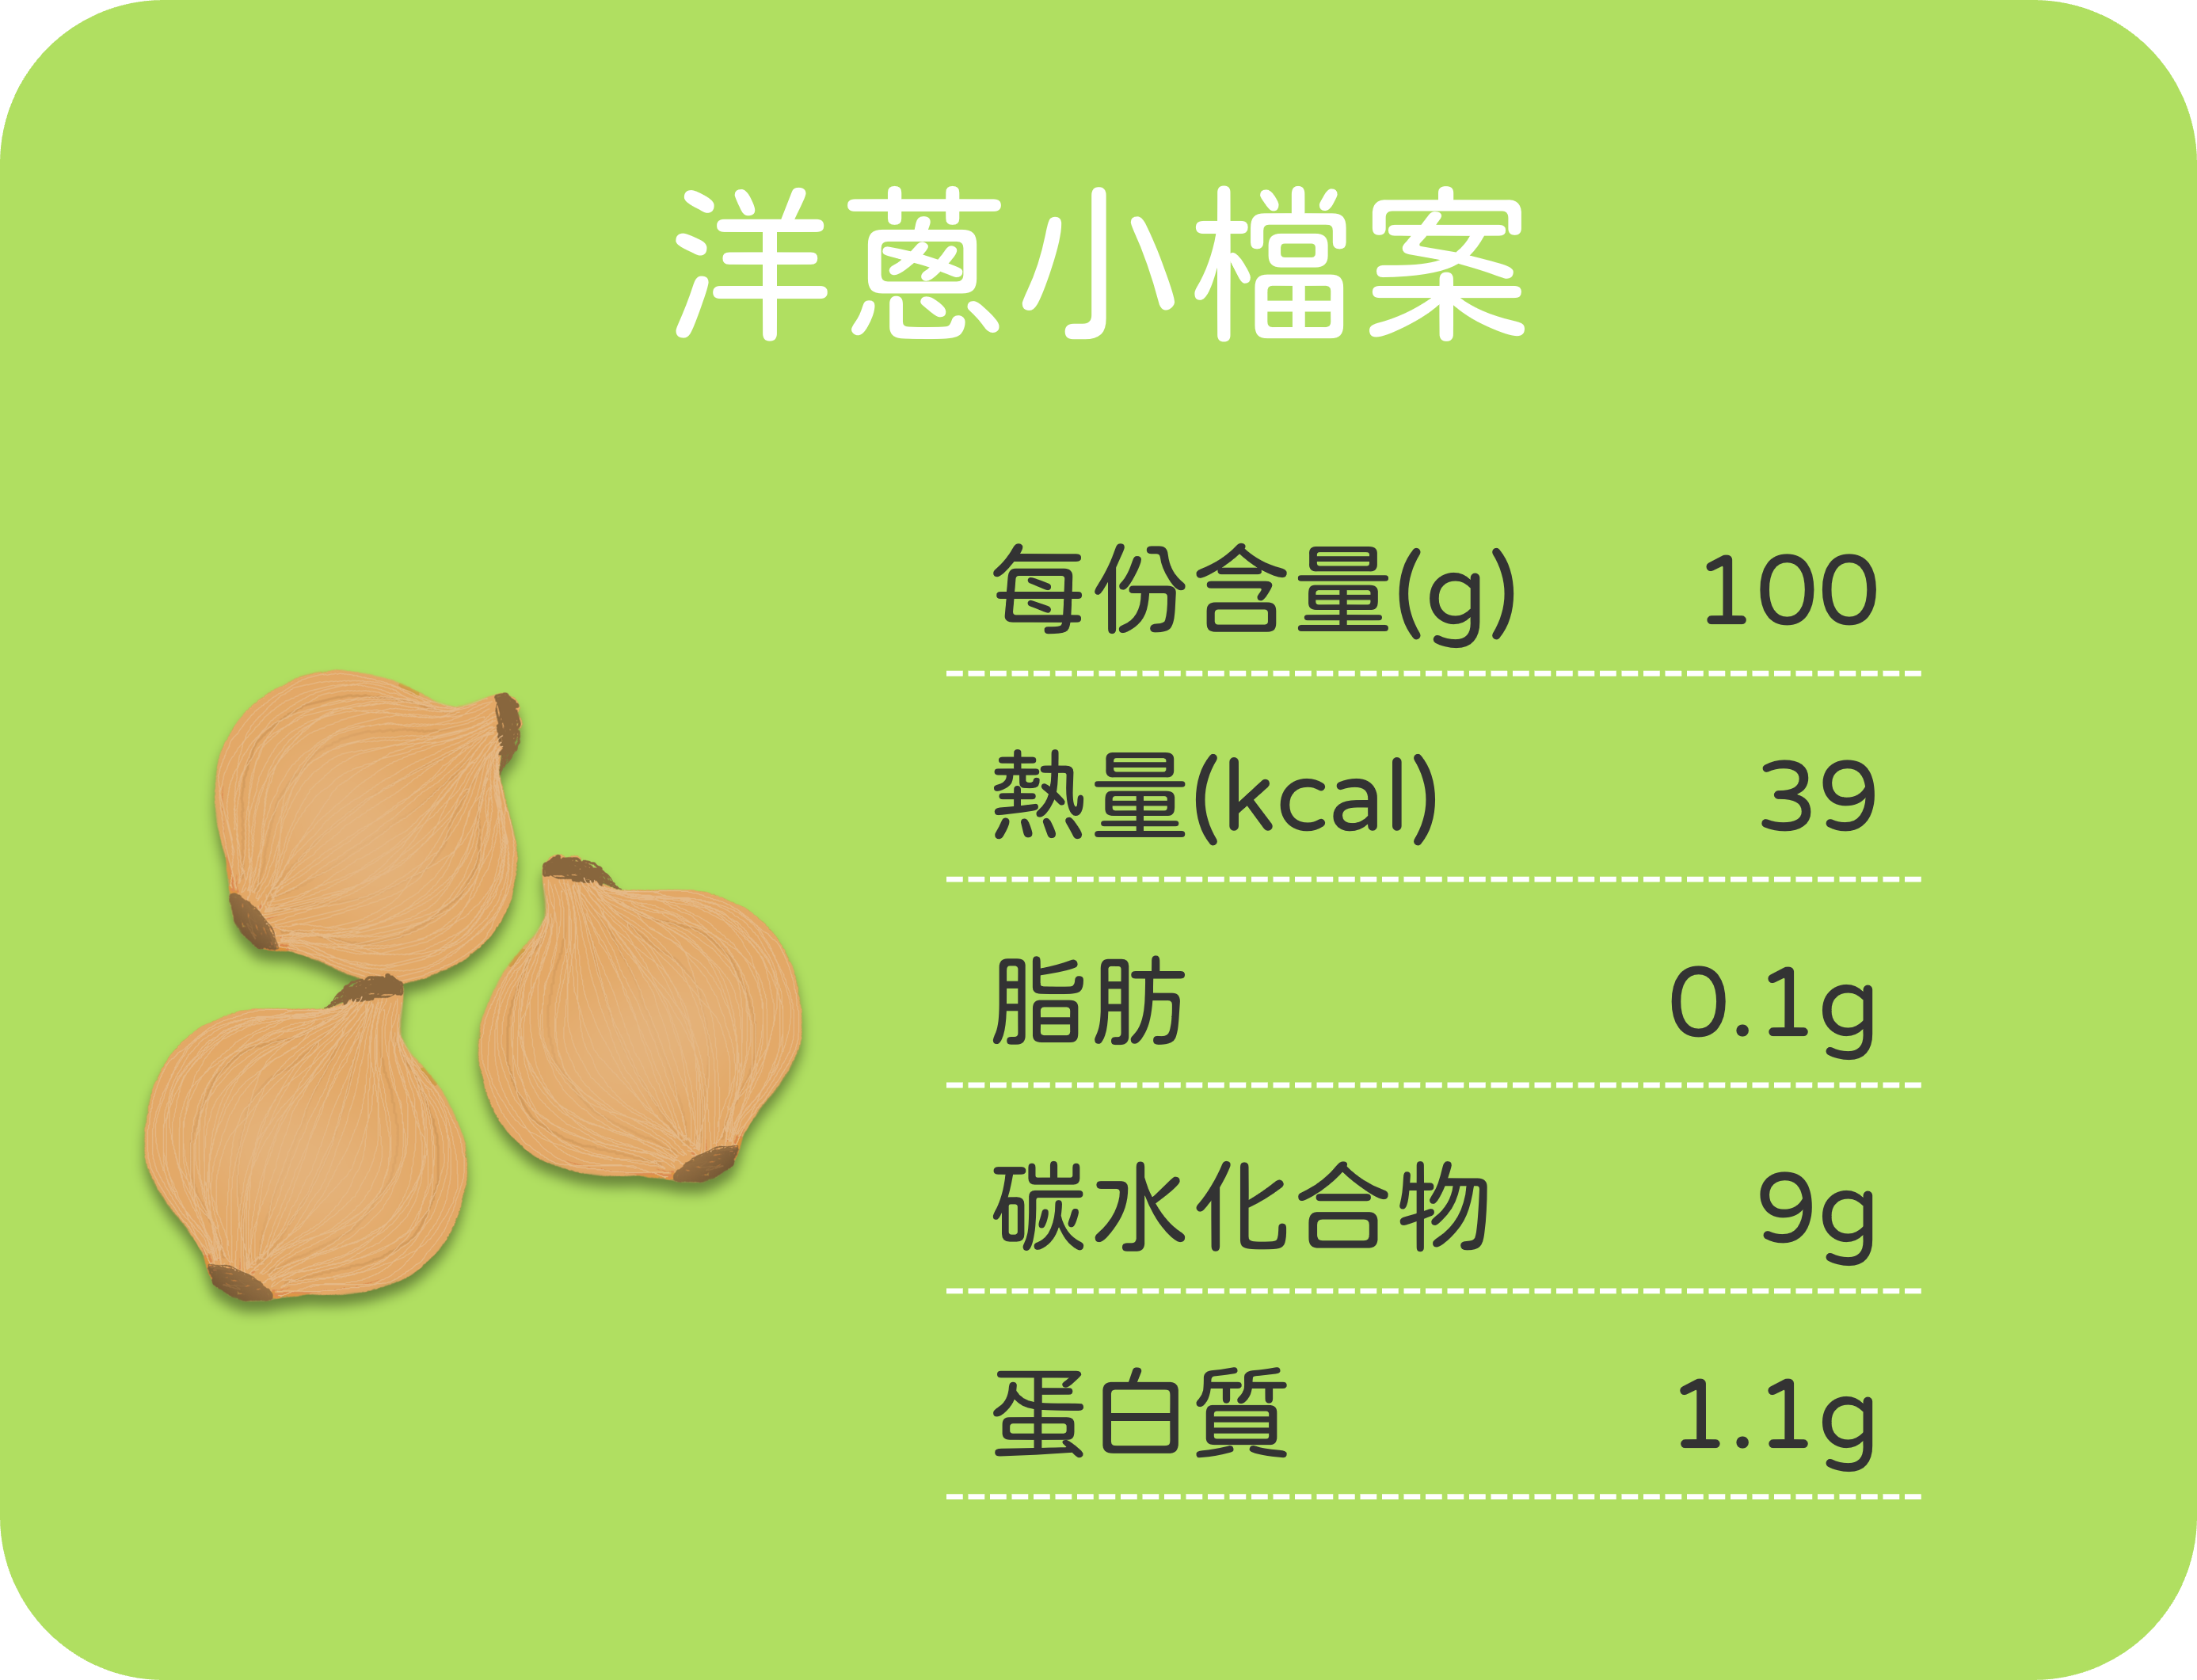 洋蔥小檔案
每份含量(g) 100
熱量(kcal) 39
脂肪 0.1g
碳水化合物 9g
蛋白質 1.1g